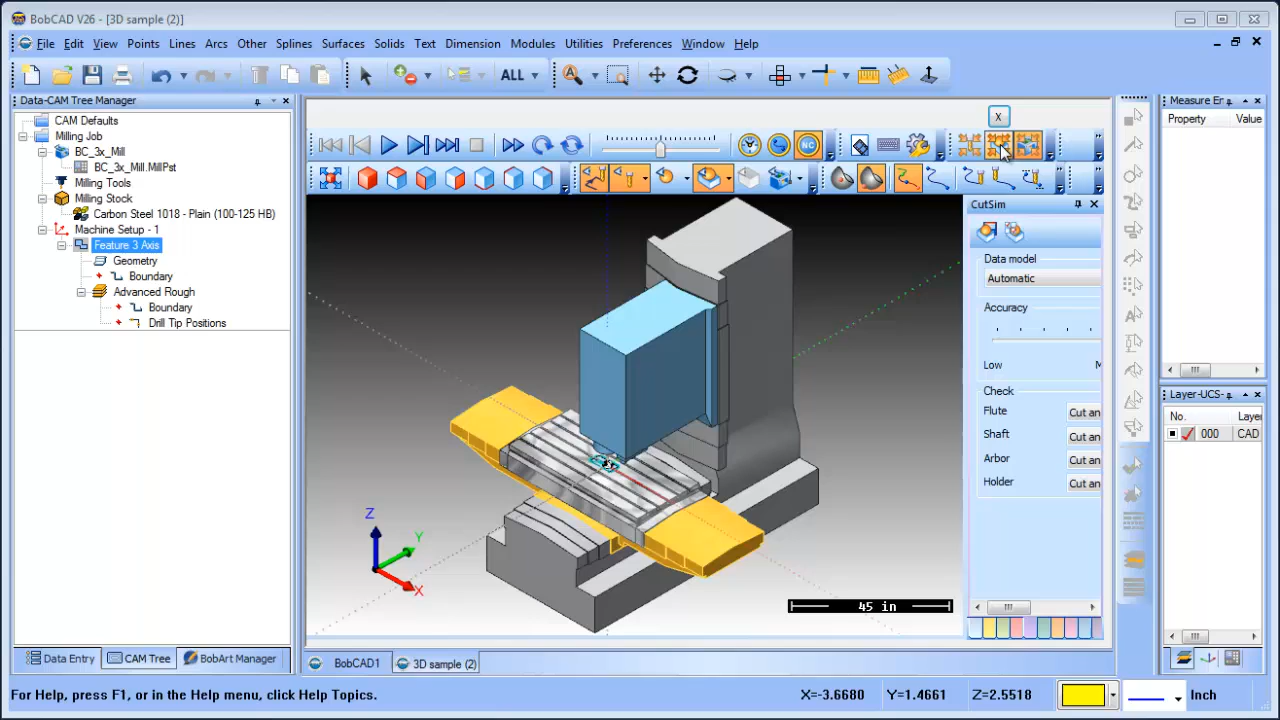 BobCAD V26 - [3D sample (2)]
File Edit View Points Lines Arcs Other Splines Surfaces Solids Text Dimension Modules Utilities Preferences Window Help
ALL
Data-CAM Tree Manager
CAM Defaults
Milling Job
BC_3x_Mill
BC_3x_Mill.MillPst
Milling Tools
Milling Stock
Carbon Steel 1018 - Plain (100-125 HB)
Machine Setup - 1
Feature 3 Axis
Geometry
Boundary
Advanced Rough
Boundary
Drill Tip Positions
X
NC
CutSim
Data model
Automatic
Accuracy
Low M
Check
Flute Cut an
Shaft Cut an
Arbor Cut an
Holder Cut an
Z
Y
X
45 in
Measure Er
Property Value
Layer-UCS-
No. Layer
000 CAD
Data Entry CAM Tree BobArt Manager
BobCAD1 3D sample (2)
For Help, press F1, or in the Help menu, click Help Topics. X=-3.6680 Y=1.4661 Z=2.5518 Inch